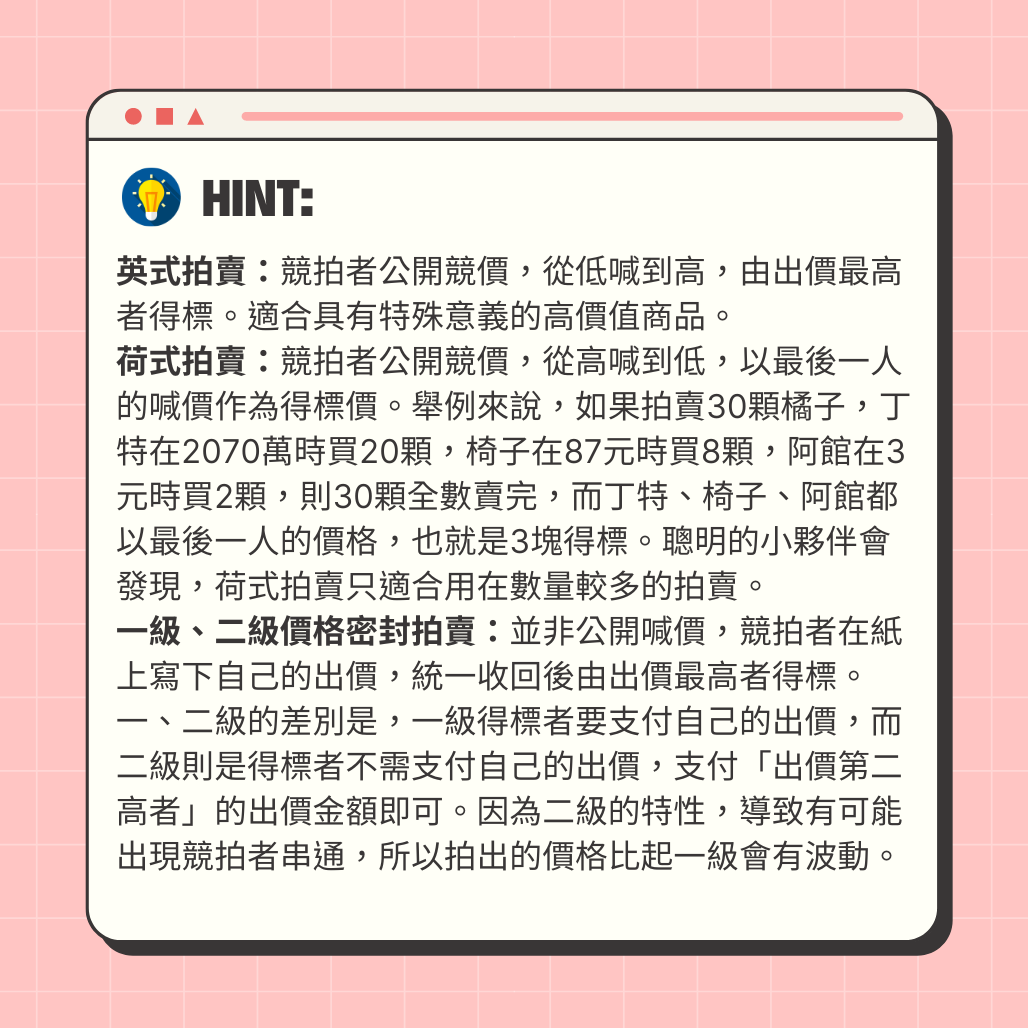 HINT:
英式拍賣：競拍者公開競價，從低喊到高，由出價最高
者得標。適合具有特殊意義的高價值商品。
荷式拍賣：競拍者公開競價，從高喊到低，以最後一人
的喊價作為得標價。舉例來說，如果拍賣30顆橘子，丁
特在2070萬時買20顆，椅子在87元時買8顆，阿館在3
元時買2顆，則30顆全數賣完，而丁特、椅子、阿館都
以最後一人的價格，也就是3塊得標。聰明的小夥伴會
發現，荷式拍賣只適合用在數量較多的拍賣。
一級、二級價格密封拍賣：並非公開喊價，競拍者在紙
上寫下自己的出價，統一收回後由出價最高者得標。
一、二級的差別是，一級得標者要支付自己的出價，而
二級則是得標者不需支付自己的出價，支付「出價第二
高者」的出價金額即可。因為二級的特性，導致有可能
出現競拍者串通，所以拍出的價格比起一級會有波動。